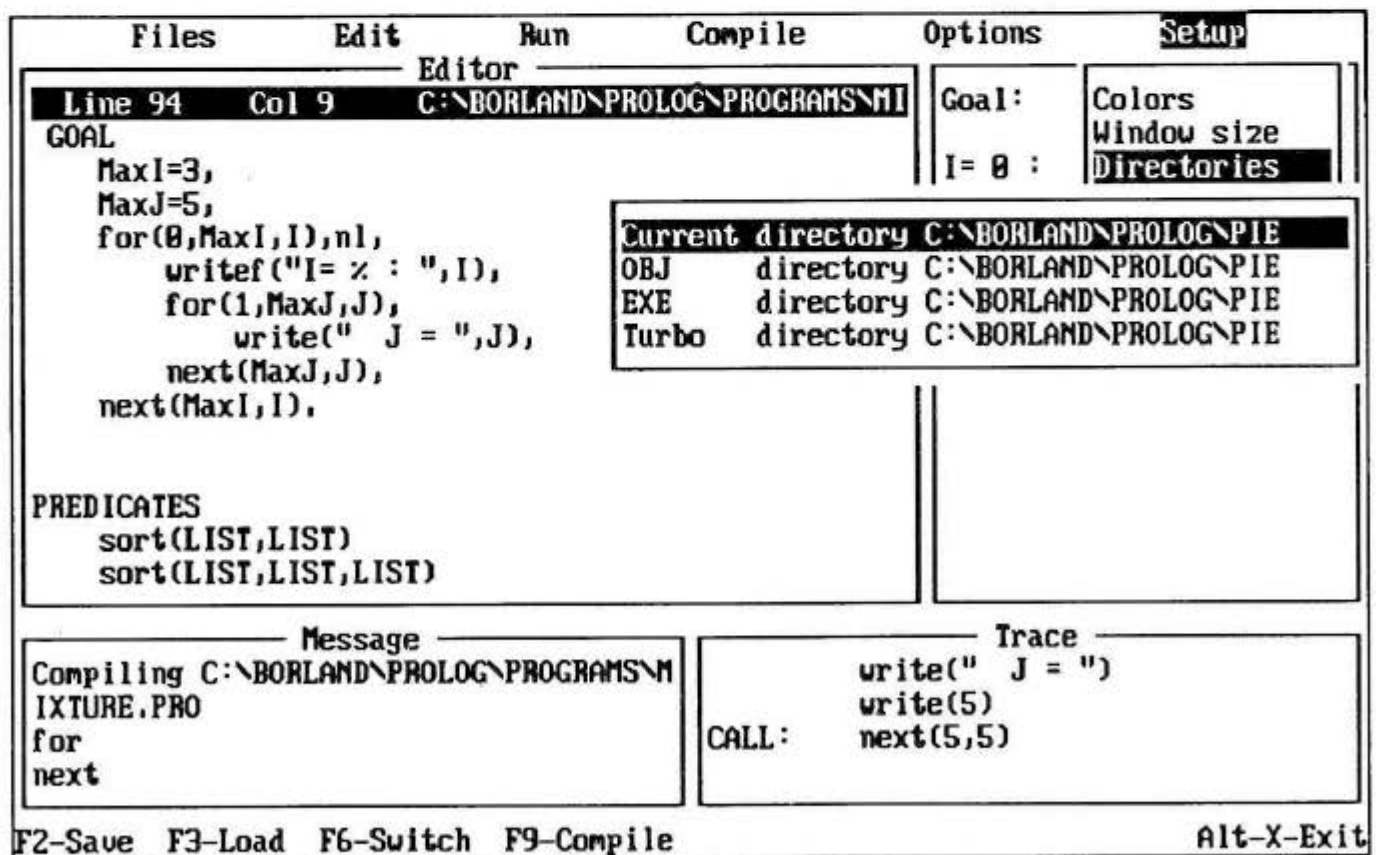 Files Edit Run Compile Options Setup
Editor
Line 94 Col 9 C:\BORLAND\PROLOG\PROGRAMS\MI
GOAL
MaxI=3,
MaxJ=5,
for(0,MaxI,I),nl,
writef("I= % : ",I),
for(1,MaxJ,J),
write("  J = ",J),
next(MaxJ,J),
next(MaxI,I).
PREDICATES
sort(LIST,LIST)
sort(LIST,LIST,LIST)
Goal:
I= 0 :
Colors
Window size
Directories
Current directory C:\BORLAND\PROLOG\PIE
OBJ directory C:\BORLAND\PROLOG\PIE
EXE directory C:\BORLAND\PROLOG\PIE
Turbo directory C:\BORLAND\PROLOG\PIE
Message
Compiling C:\BORLAND\PROLOG\PROGRAMS\M
IXTURE.PRO
for
next
Trace
write("  J = ")
write(5)
CALL: next(5,5)
F2-Save F3-Load F6-Switch F9-Compile Alt-X-Exit